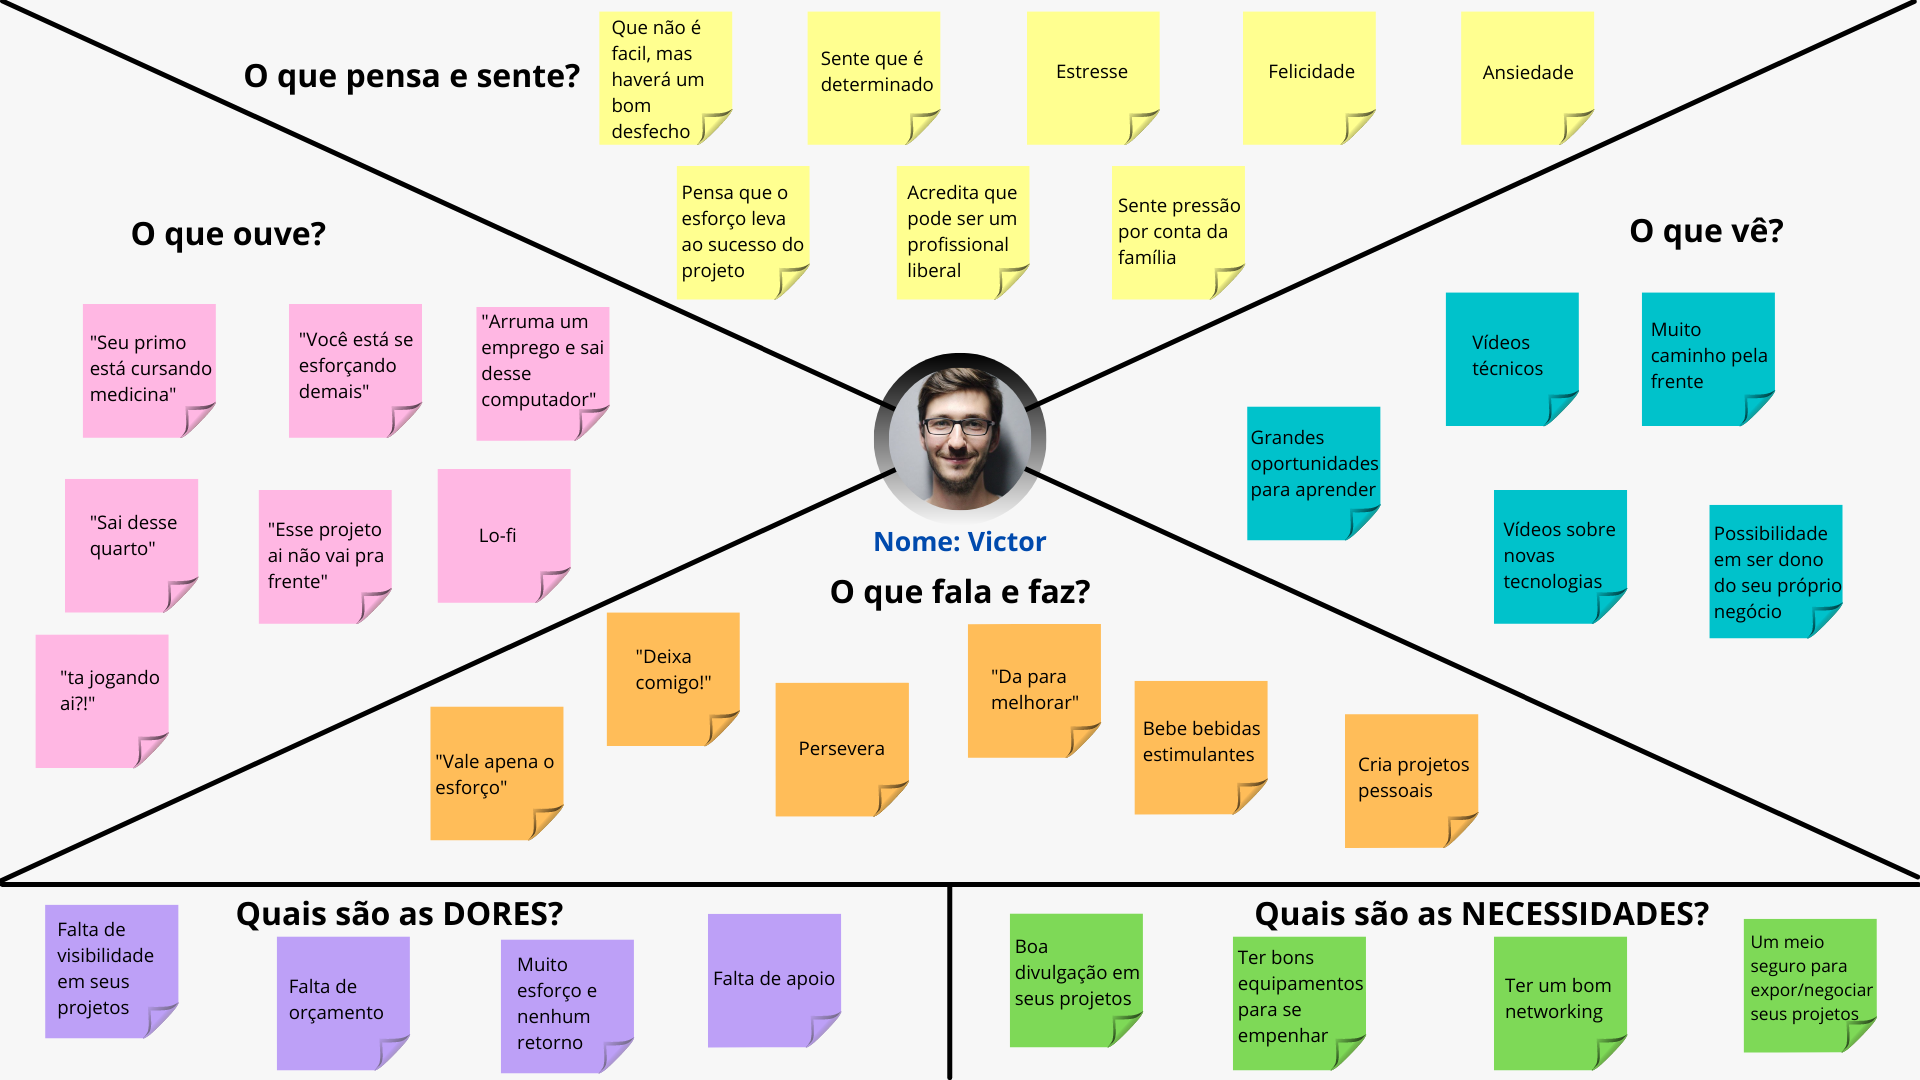 O que pensa e sente?
Que não é
facil, mas
haverá um
bom
desfecho
Sente que é
determinado
Estresse
Felicidade
Ansiedade
Pensa que o
esforço leva
ao sucesso do
projeto
Acredita que
pode ser um
profissional
liberal
Sente pressão
por conta da
família
O que ouve?
"Seu primo
está cursando
medicina"
"Você está se
esforçando
demais"
"Arruma um
emprego e sai
desse
computador"
"Sai desse
quarto"
"Esse projeto
ai não vai pra
frente"
Lo-fi
"ta jogando
ai?!"
O que vê?
Vídeos
técnicos
Muito
caminho pela
frente
Grandes
oportunidades
para aprender
Vídeos sobre
novas
tecnologias
Possibilidade
em ser dono
do seu próprio
negócio
Nome: Victor
O que fala e faz?
"Vale apena o
esforço"
"Deixa
comigo!"
Persevera
"Da para
melhorar"
Bebe bebidas
estimulantes
Cria projetos
pessoais
Quais são as DORES?
Falta de
visibilidade
em seus
projetos
Falta de
orçamento
Muito
esforço e
nenhum
retorno
Falta de apoio
Quais são as NECESSIDADES?
Boa
divulgação em
seus projetos
Ter bons
equipamentos
para se
empenhar
Ter um bom
networking
Um meio
seguro para
expor/negociar
seus projetos